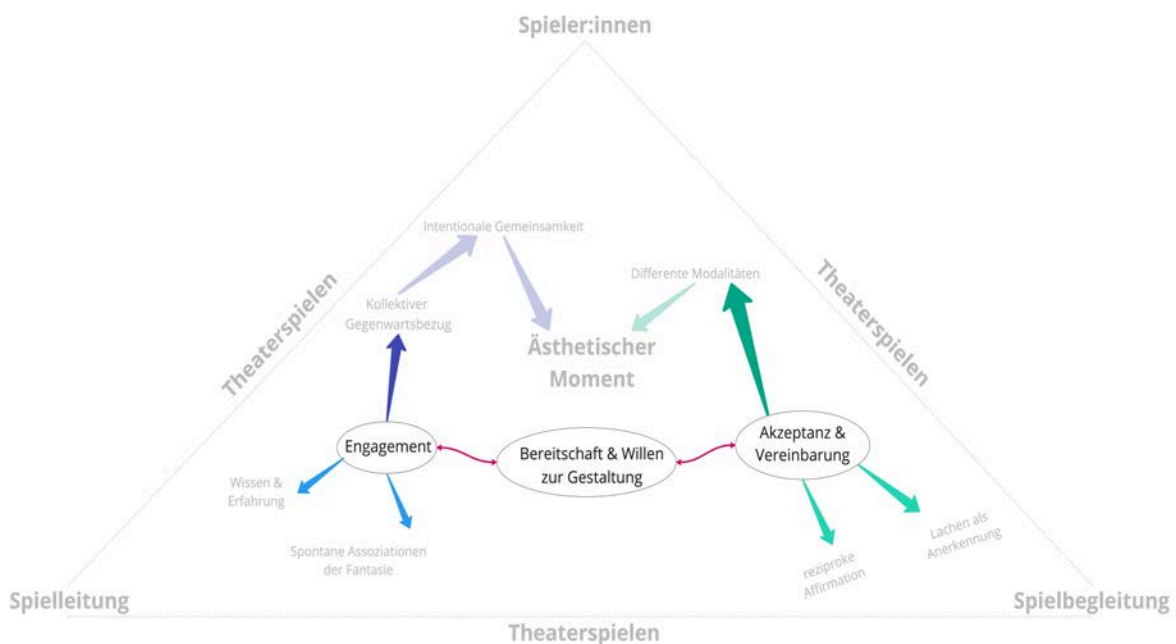 Spieler:innen
Intentionale Gemeinsamkeit
Differente Modalitäten
Theaterspielen
Theaterspielen
Kollektiver
Gegenwartsbezug
Ästhetischer
Moment
Engagement
Bereitschaft & Willen
zur Gestaltung
Akzeptanz &
Vereinbarung
Wissen &
Erfahrung
Spontane Assoziationen
der Fantasie
reziproke
Affirmation
Lachen als
Anerkennung
Spielleitung
Spielbegleitung
Theaterspielen